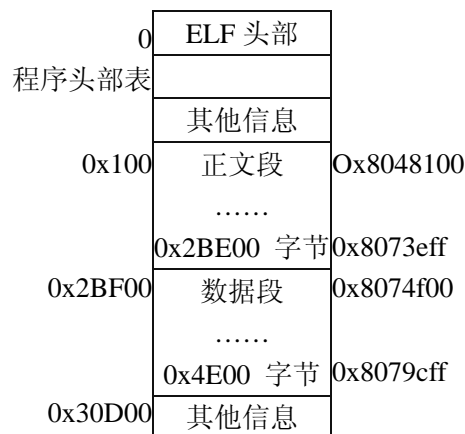 0 ELF 头部
程序头部表
其他信息
0x100 正文段 Ox8048100
……
0x2BE00 字节 0x8073eff
0x2BF00 数据段 0x8074f00
……
0x4E00 字节 0x8079cff
0x30D00 其他信息